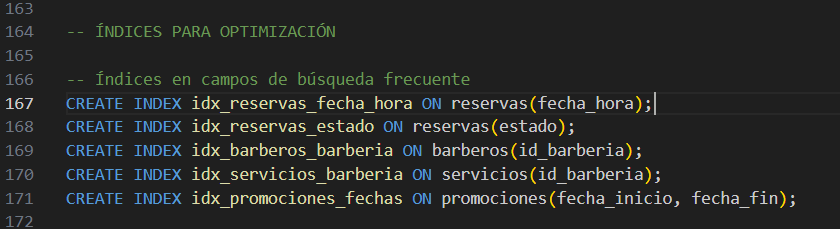 163
164 -- ÍNDICES PARA OPTIMIZACIÓN
165
166 -- Índices en campos de búsqueda frecuente
167 CREATE INDEX idx_reservas_fecha_hora ON reservas(fecha_hora);
168 CREATE INDEX idx_reservas_estado ON reservas(estado);
169 CREATE INDEX idx_barberos_barberia ON barberos(id_barberia);
170 CREATE INDEX idx_servicios_barberia ON servicios(id_barberia);
171 CREATE INDEX idx_promociones_fechas ON promociones(fecha_inicio, fecha_fin);
172